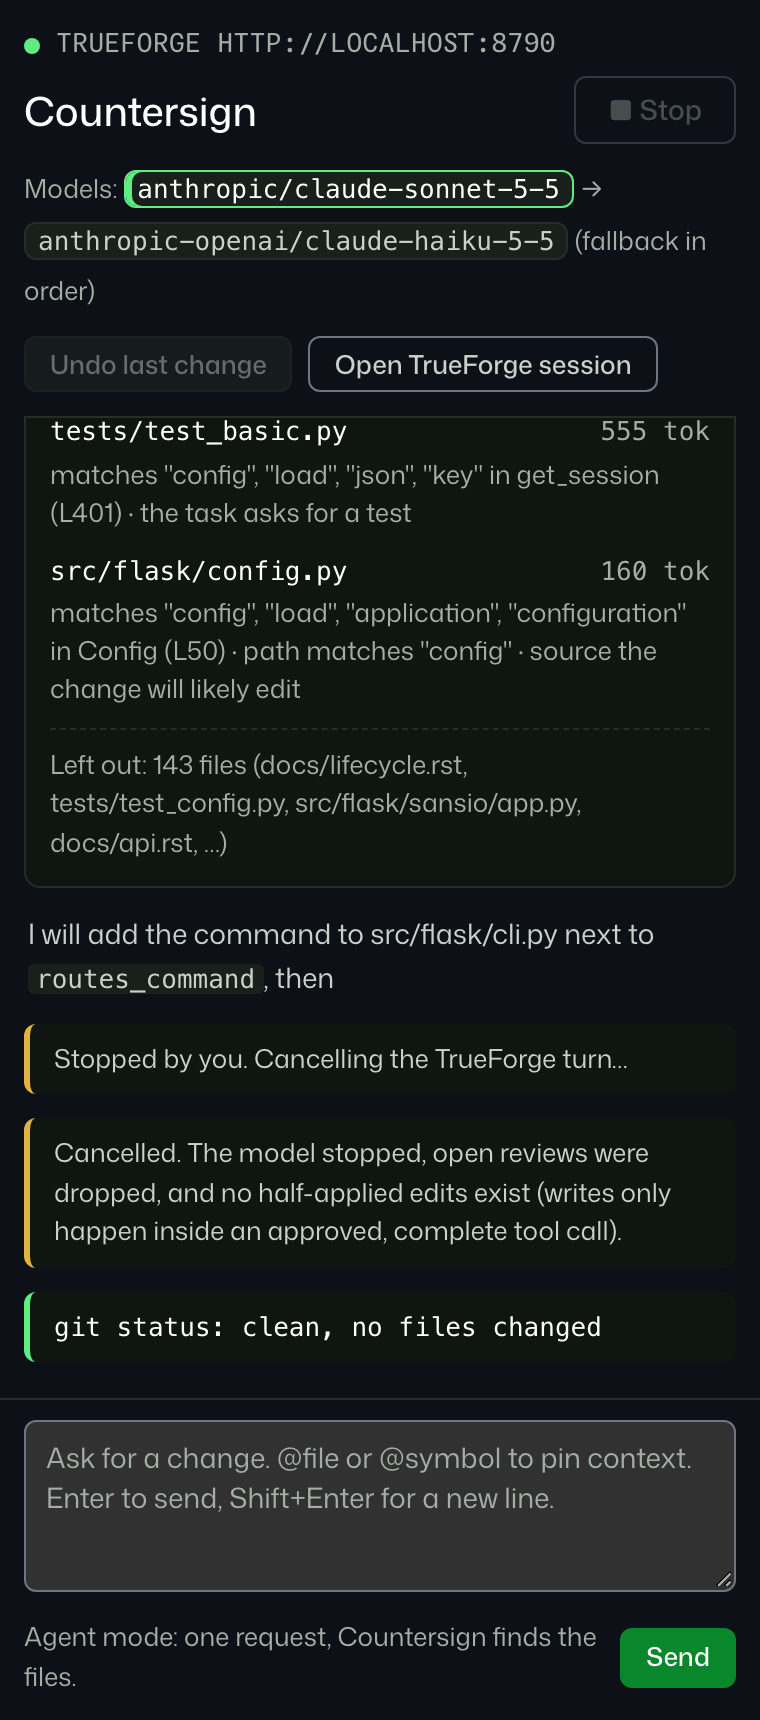 TRUEFORGE HTTP://LOCALHOST:8790
Countersign
Stop
Models: anthropic/claude-sonnet-5-5 →
anthropic-openai/claude-haiku-5-5 (fallback in
order)
Undo last change
Open TrueForge session
tests/test_basic.py 555 tok
matches "config", "load", "json", "key" in get_session
(L401) · the task asks for a test
src/flask/config.py 160 tok
matches "config", "load", "application", "configuration"
in Config (L50) · path matches "config" · source the
change will likely edit
Left out: 143 files (docs/lifecycle.rst,
tests/test_config.py, src/flask/sansio/app.py,
docs/api.rst, ...)
I will add the command to src/flask/cli.py next to
routes_command, then
Stopped by you. Cancelling the TrueForge turn...
Cancelled. The model stopped, open reviews were
dropped, and no half-applied edits exist (writes only
happen inside an approved, complete tool call).
git status: clean, no files changed
Ask for a change. @file or @symbol to pin context.
Enter to send, Shift+Enter for a new line.
Agent mode: one request, Countersign finds the
files.
Send